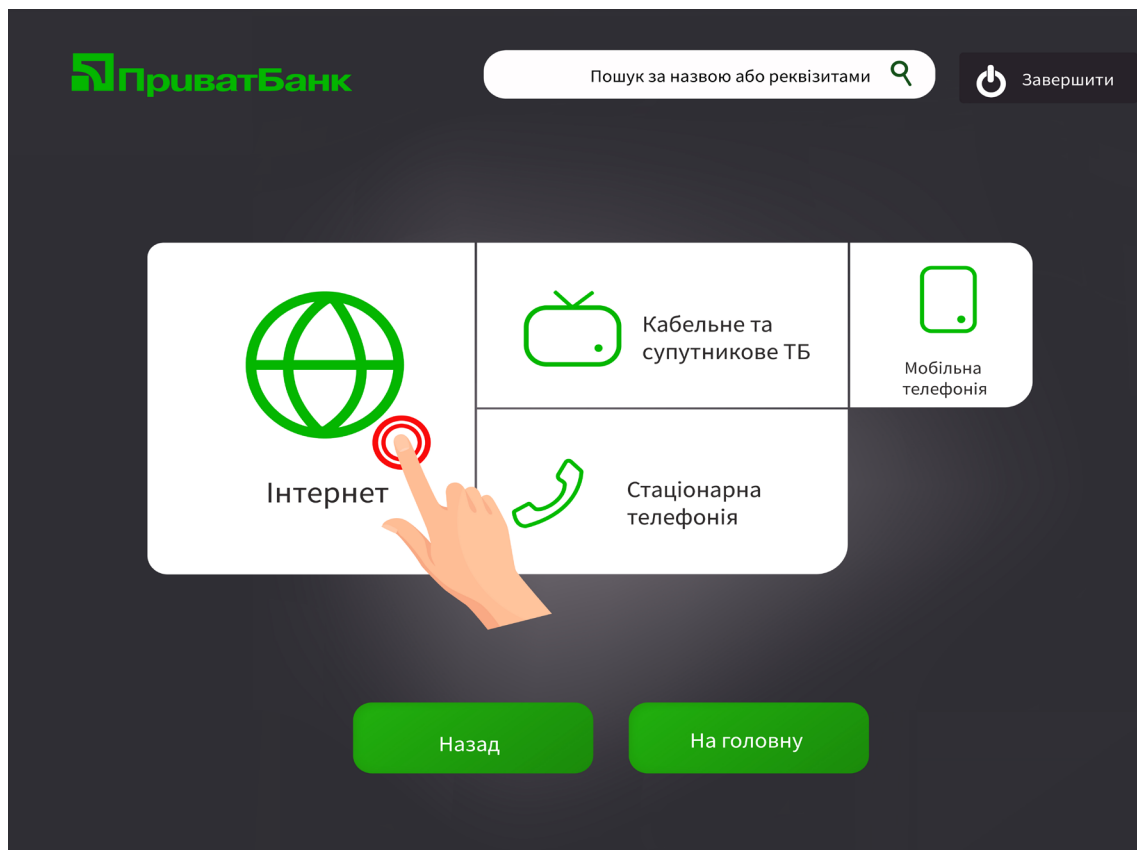 ПриватБанк
Пошук за назвою або реквізитами
Завершити
Інтернет
Кабельне та
супутникове ТБ
Мобільна
телефонія
Стаціонарна
телефонія
Назад
На головну